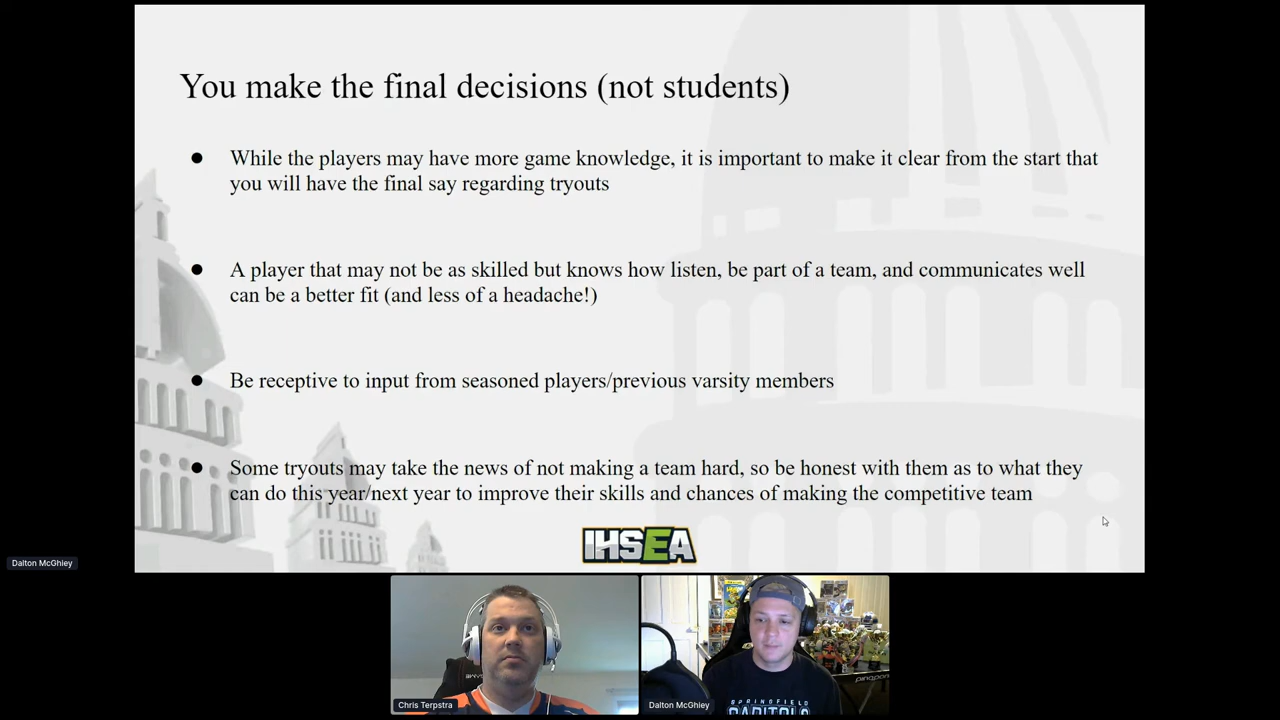 You make the final decisions (not students)
● While the players may have more game knowledge, it is important to make it clear from the start that
you will have the final say regarding tryouts
● A player that may not be as skilled but knows how listen, be part of a team, and communicates well
can be a better fit (and less of a headache!)
● Be receptive to input from seasoned players/previous varsity members
● Some tryouts may take the news of not making a team hard, so be honest with them as to what they
can do this year/next year to improve their skills and chances of making the competitive team
IHSEA
Dalton McGhley
Chris Terpstra
Dalton McGhley
SPRINGFIELD
CAPITOLS